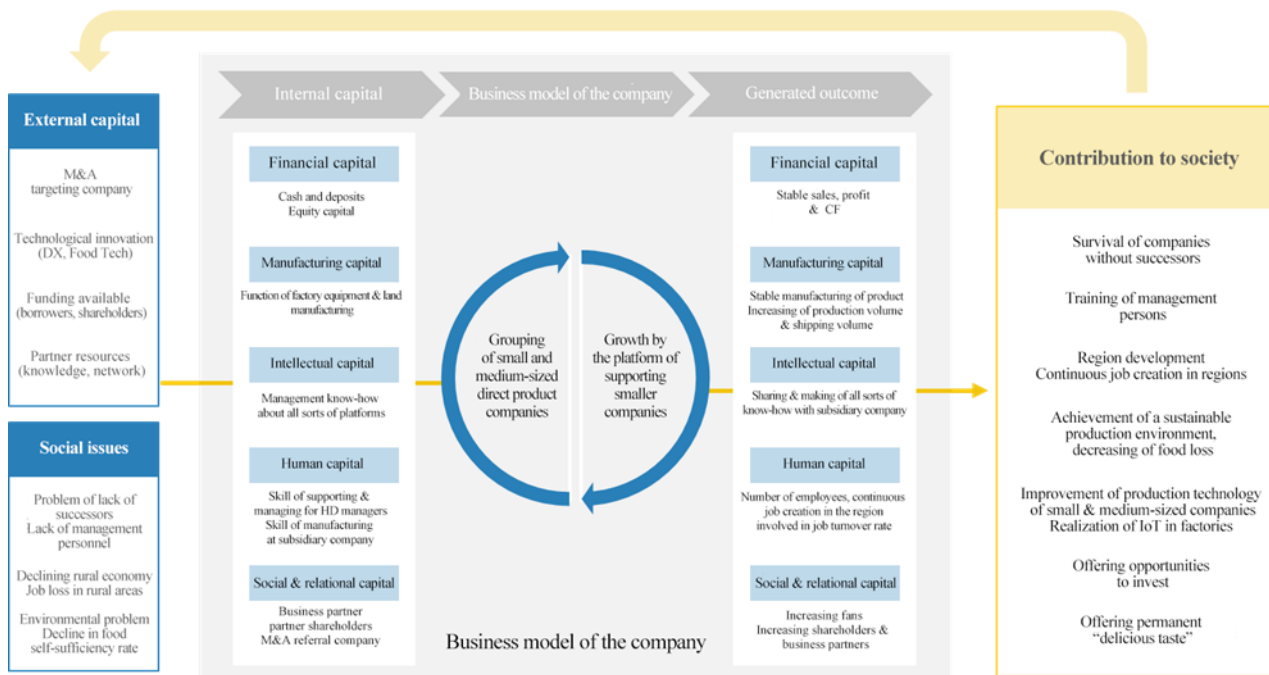 Internal capital
Business model of the company
Generated outcome
External capital
M&A
targeting company
Technological innovation
(DX, Food Tech)
Funding available
(borrowers, shareholders)
Partner resources
(knowledge, network)
Social issues
Problem of lack of
successors
Lack of management
personnel
Declining rural economy
Job loss in rural areas
Environmental problem
Decline in food
self-sufficiency rate
Financial capital
Cash and deposits
Equity capital
Manufacturing capital
Function of factory equipment & land
manufacturing
Intellectual capital
Management know-how
about all sorts of platforms
Human capital
Skill of supporting &
managing for HD managers
Skill of manufacturing
at subsidiary company
Social & relational capital
Business partner
partner shareholders
M&A referral company
Grouping
of small and
medium-sized
direct product
companies
Growth by
the platform of
supporting
smaller
companies
Business model of the company
Financial capital
Stable sales, profit
& CF
Manufacturing capital
Stable manufacturing of product
Increasing of production volume
& shipping volume
Intellectual capital
Sharing & making of all sorts of
know-how with subsidiary company
Human capital
Number of employees, continuous
job creation in the region
involved in job turnover rate
Social & relational capital
Increasing fans
Increasing shareholders &
business partners
Contribution to society
Survival of companies
without successors
Training of management
persons
Region development
Continuous job creation in regions
Achievement of a sustainable
production environment,
decreasing of food loss
Improvement of production technology
of small & medium-sized companies
Realization of IoT in factories
Offering opportunities
to invest
Offering permanent
“delicious taste”